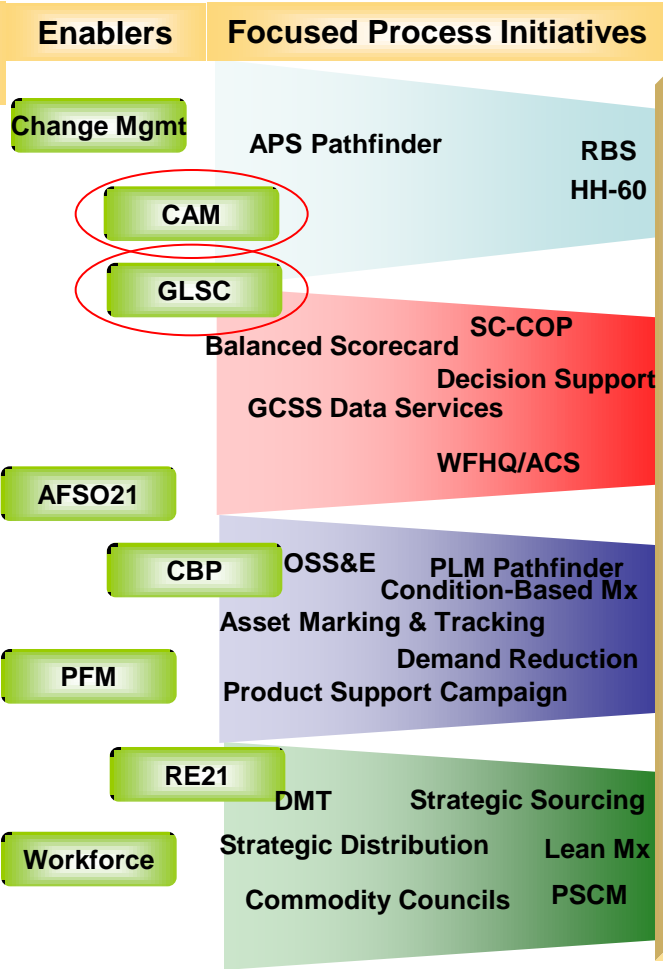 Enablers
Focused Process Initiatives
Change Mgmt
CAM
GLSC
AFSO21
CBP
PFM
RE21
Workforce
APS Pathfinder
RBS
HH-60
SC-COP
Balanced Scorecard
Decision Support
GCSS Data Services
WFHQ/ACS
OSS&E
PLM Pathfinder
Condition-Based Mx
Asset Marking & Tracking
Demand Reduction
Product Support Campaign
DMT
Strategic Sourcing
Strategic Distribution
Lean Mx
Commodity Councils
PSCM